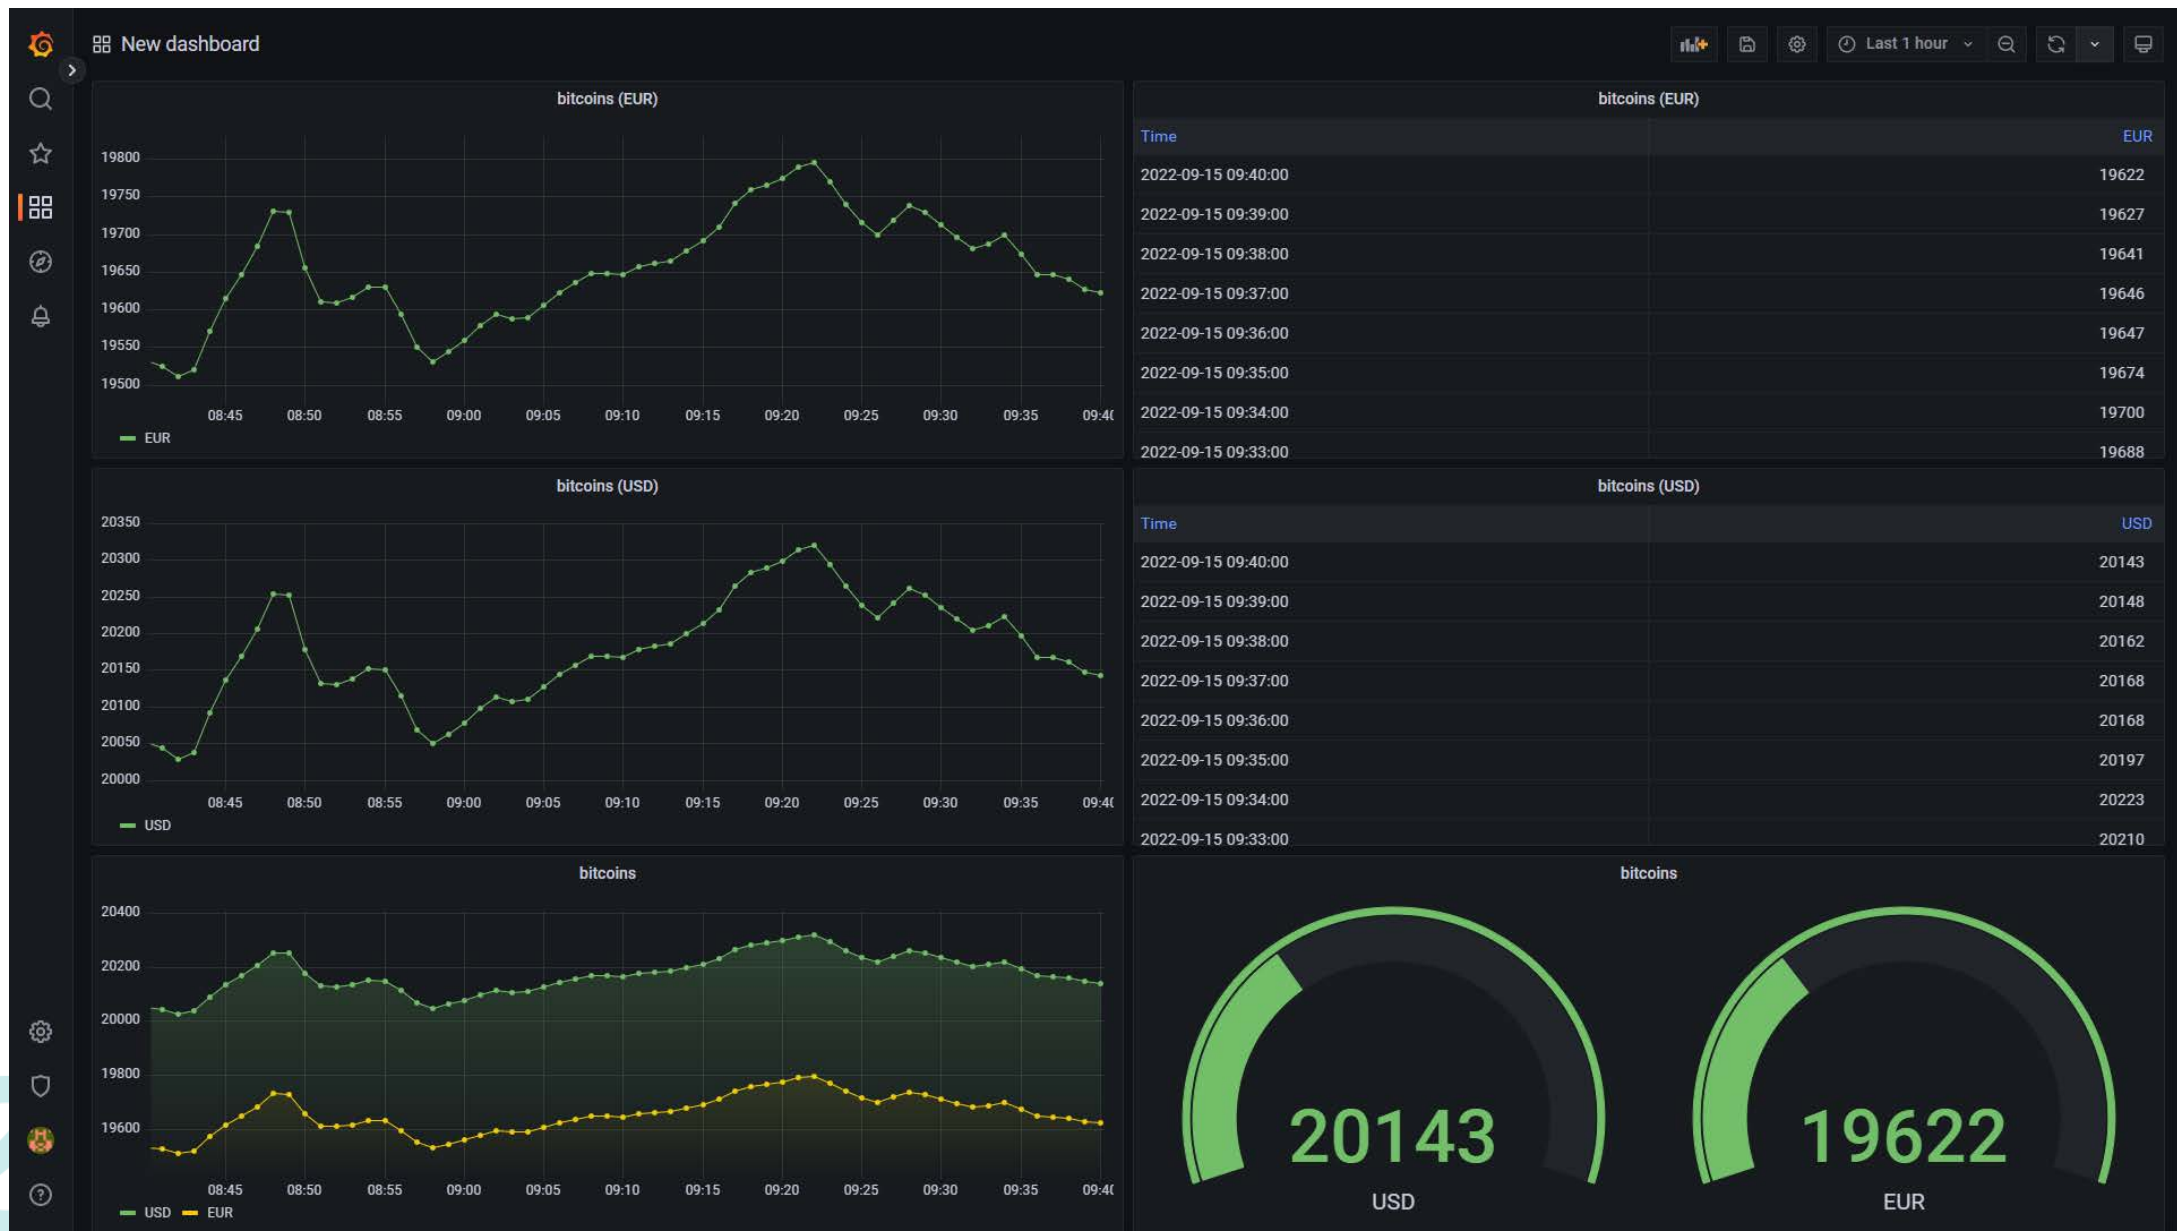 New dashboard
Last 1 hour
bitcoins (EUR)
19800
19750
19700
19650
19600
19550
19500
08:45 08:50 08:55 09:00 09:05 09:10 09:15 09:20 09:25 09:30 09:35 09:40
EUR
bitcoins (EUR)
Time EUR
2022-09-15 09:40:00 19622
2022-09-15 09:39:00 19627
2022-09-15 09:38:00 19641
2022-09-15 09:37:00 19646
2022-09-15 09:36:00 19647
2022-09-15 09:35:00 19674
2022-09-15 09:34:00 19700
2022-09-15 09:33:00 19688
bitcoins (USD)
20350
20300
20250
20200
20150
20100
20050
20000
08:45 08:50 08:55 09:00 09:05 09:10 09:15 09:20 09:25 09:30 09:35 09:40
USD
bitcoins (USD)
Time USD
2022-09-15 09:40:00 20143
2022-09-15 09:39:00 20148
2022-09-15 09:38:00 20162
2022-09-15 09:37:00 20168
2022-09-15 09:36:00 20168
2022-09-15 09:35:00 20197
2022-09-15 09:34:00 20223
2022-09-15 09:33:00 20210
bitcoins
20400
20200
20000
19800
19600
08:45 08:50 08:55 09:00 09:05 09:10 09:15 09:20 09:25 09:30 09:35 09:40
USD EUR
bitcoins
20143 19622
USD EUR